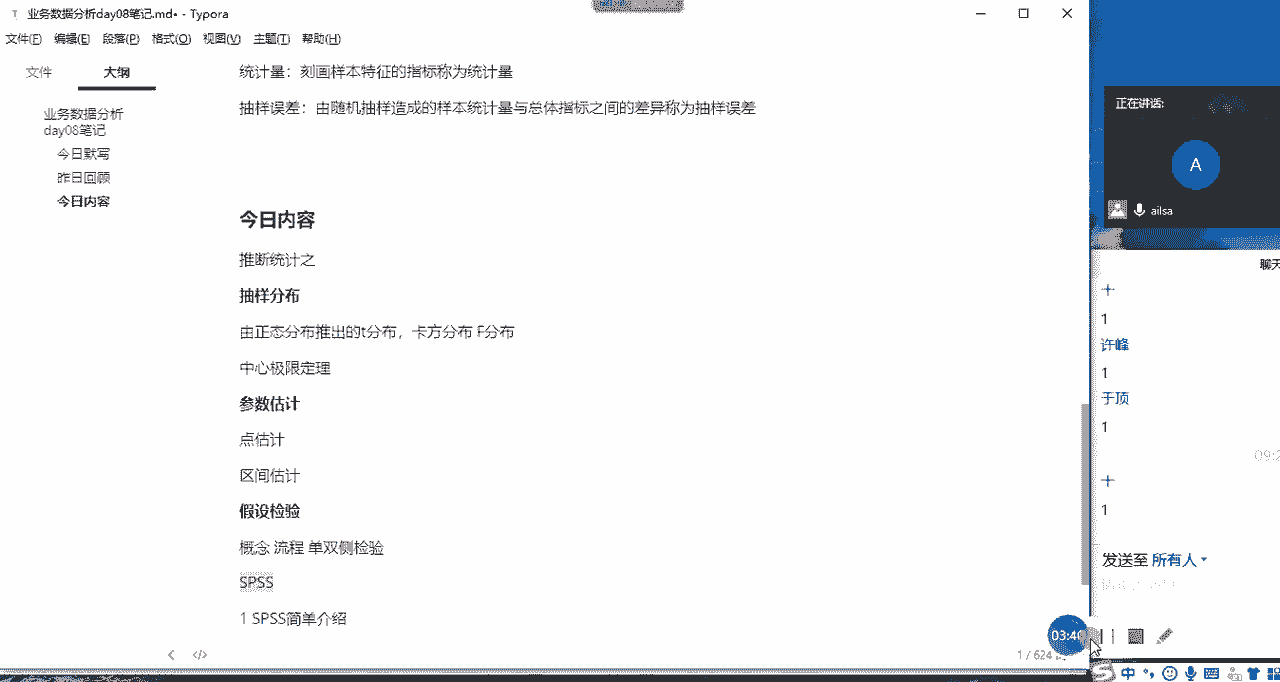 业务数据分析day08笔记.md• - Typora
文件(F) 编辑(E) 段落(P) 格式(O) 视图(V) 主题(T) 帮助(H)
文件 大纲
业务数据分析
day08笔记
今日默写
昨日回顾
今日内容
统计量：刻画样本特征的指标称为统计量
抽样误差：由随机抽样造成的样本统计量与总体指标之间的差异称为抽样误差
今日内容
推断统计之
抽样分布
由正态分布推出的t分布，卡方分布 F分布
中心极限定理
参数估计
点估计
区间估计
假设检验
概念 流程 单双侧检验
SPSS
1 SPSS简单介绍
1 / 624
03:40
正在讲话:
A
ailsa
聊天
1
许峰
1
于顶
1
09:2
1
发送至 所有人
中